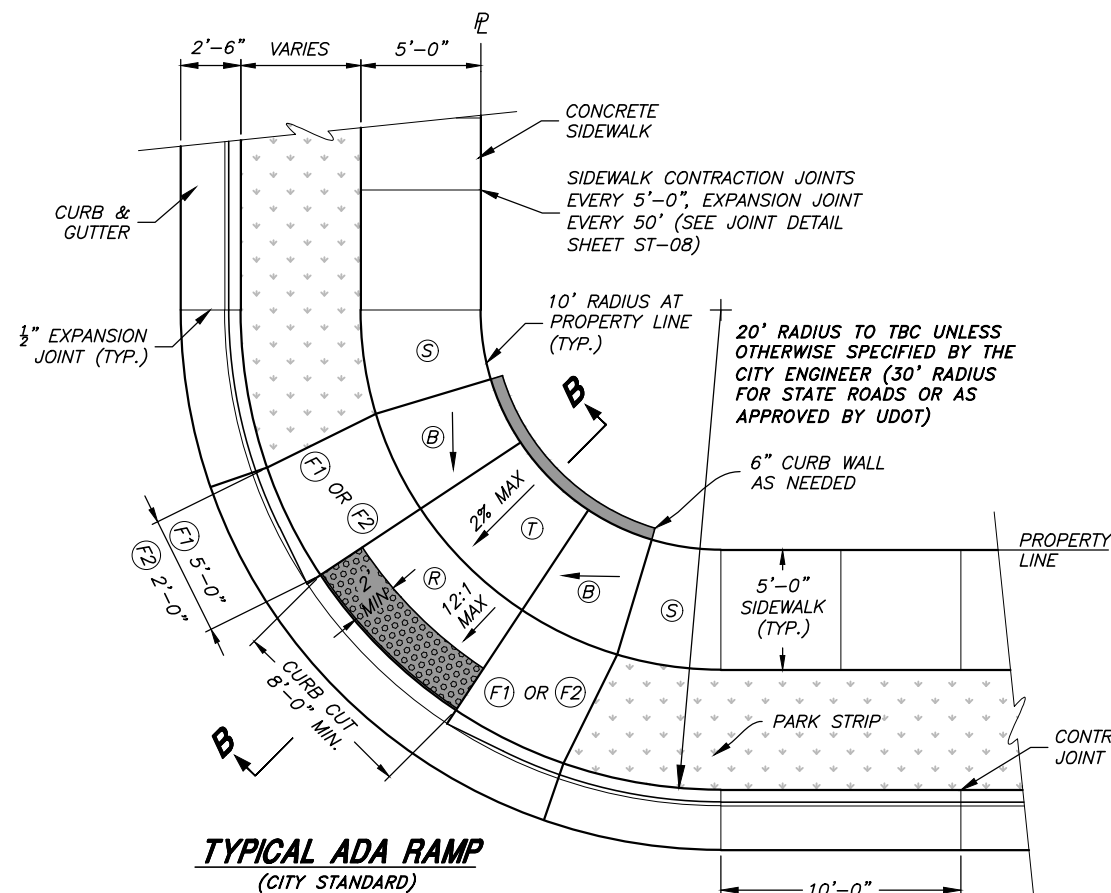 2'-6"
VARIES
5'-0"
PL
CONCRETE
SIDEWALK
SIDEWALK CONTRACTION JOINTS
EVERY 5'-0", EXPANSION JOINT
EVERY 50' (SEE JOINT DETAIL
SHEET ST-08)
CURB &
GUTTER
1/2" EXPANSION
JOINT (TYP.)
10' RADIUS AT
PROPERTY LINE
(TYP.)
20' RADIUS TO TBC UNLESS
OTHERWISE SPECIFIED BY THE
CITY ENGINEER (30' RADIUS
FOR STATE ROADS OR AS
APPROVED BY UDOT)
S
B
B
6" CURB WALL
AS NEEDED
F1 OR F2
2% MAX
T
PROPERTY
LINE
F1 5'-0"
F2 2'-0"
2'
MIN.
R
12:1
MAX
B
S
5'-0"
SIDEWALK
(TYP.)
CURB CUT
8'-0" MIN.
F1 OR F2
PARK STRIP
CONTR
JOINT
B
TYPICAL ADA RAMP
(CITY STANDARD)
10'-0"